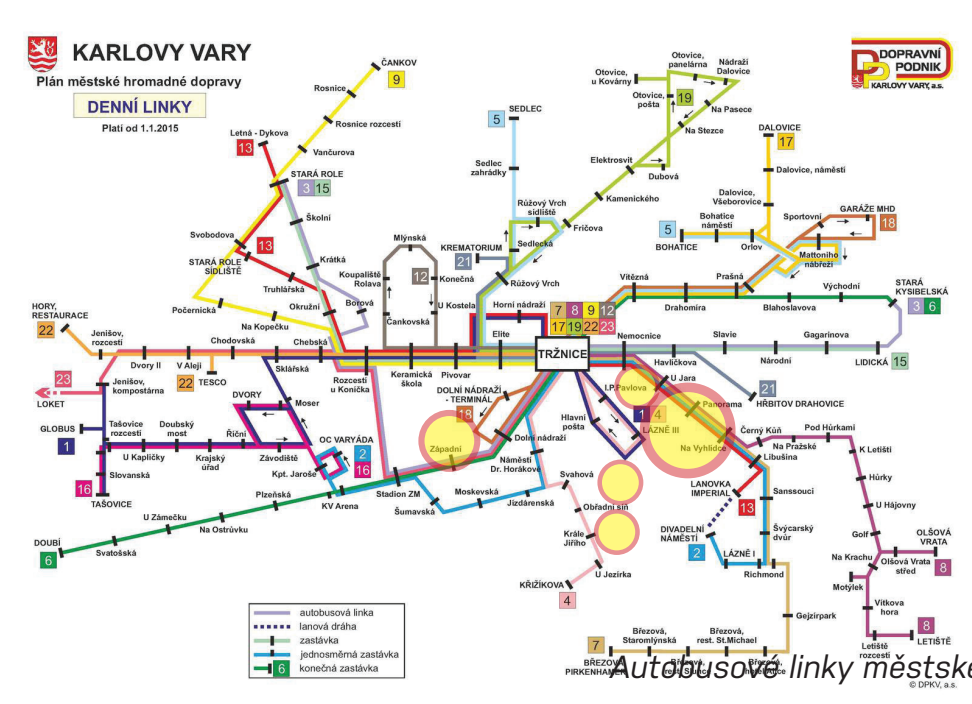 KARLOVY VARY
Plán městské hromadné dopravy
DENNÍ LINKY
Platí od 1.1.2015
DOPRAVNÍ
PODNIK
KARLOVY VARY, a.s.
ČANKOV
9
Rosnice
Rosnice rozcestí
Vančurova
Letná - Dykova
13
STARÁ ROLE
3 15
Školní
Krátká
Borová
Svobodova
13
STARÁ ROLE
SÍDLIŠTĚ
Truhlářská
Okružní
Počernická
Na Kopečku
Mlýnská
Koupaliště
Rolava
12
Konečná
Čankovská
U Kostela
SEDLEC
5
Sedlec
zahrádky
Růžový Vrch
sídliště
Sedlecká
KREMATORIUM
21
Růžový Vrch
Fričova
Kamenického
Elektrosvit
Dubová
Na Stezce
Na Pasece
Otovice,
u Kovárny
Otovice,
panelárna
Nádraží
Dalovice
Otovice,
pošta
19
DALOVICE
17
Dalovice, náměstí
Dalovice,
Všeborovice
Bohatice
náměstí
5
BOHATICE
Orlov
Sportovní
GARÁŽE MHD
18
Mattoniho
nábřeží
Vítězná
Prašná
Drahomíra
Blahoslavova
Východní
STARÁ
KYSIBELSKÁ
3 6
HORY,
RESTAURACE
22
Jenišov,
rozcestí
Dvory II
V Aleji
Chodovská
Chebská
22
TESCO
Sklářská
Rozcestí
u Koníčka
Keramická
škola
Pivovar
Elite
Horní nádraží
7 8 9 12
17 19 22 23
TRŽNICE
Nemocnice
Havlíčkova
Slavie
Národní
Gagarinova
LIDICKÁ
15
21
HŘBITOV DRAHOVICE
23
LOKET
Jenišov,
kompostárna
GLOBUS
1
Tašovice
rozcestí
Doubský
most
Říční
DVORY
Moser
U Kapličky
Krajský
úřad
Závodiště
Slovanská
16
TAŠOVICE
OC VARYÁDA
2
16
Kpt. Jaroše
KV Arena
Stadion ZM
Západní
DOLNÍ NÁDRAŽÍ
- TERMINÁL
18
Dolní nádraží
Náměstí
Dr. Horákové
Šumavská
Moskevská
Jízdárenská
Plzeňská
Na Ostrůvku
U Zámečku
Svatošská
DOUBÍ
6
I.P.Pavlova
U Jara
Panorama
Na Vyhlídce
Hlavní
pošta
1 4
LÁZNĚ III
Svahová
Obřadní síň
Krále
Jiřího
U Jezírka
KŘIŽÍKOVA
4
Černý Kůň
Na Pražské
Libušina
LANOVKA
IMPERIAL
13
Sanssouci
DIVADELNÍ
NÁMĚSTÍ
2
LÁZNĚ I
Švýcarský
dvůr
Richmond
Gejzírpark
Pod Hůrkami
K Letišti
Hůrky
U Hájovny
Golf
Na Krachu
Motýlek
OLŠOVÁ
VRATA
8
Olšová Vrata
střed
Vítkova
hora
Letiště
rozcestí
8
LETIŠTĚ
7
BŘEZOVÁ
PIRKENHAMER
Březová,
Staromlýnská
Březová,
rest. St.Michael
autobusová linka
lanová dráha
zastávka
jednosměrná zastávka
6 konečná zastávka
Autobusové linky městské
© DPKV, a.s.